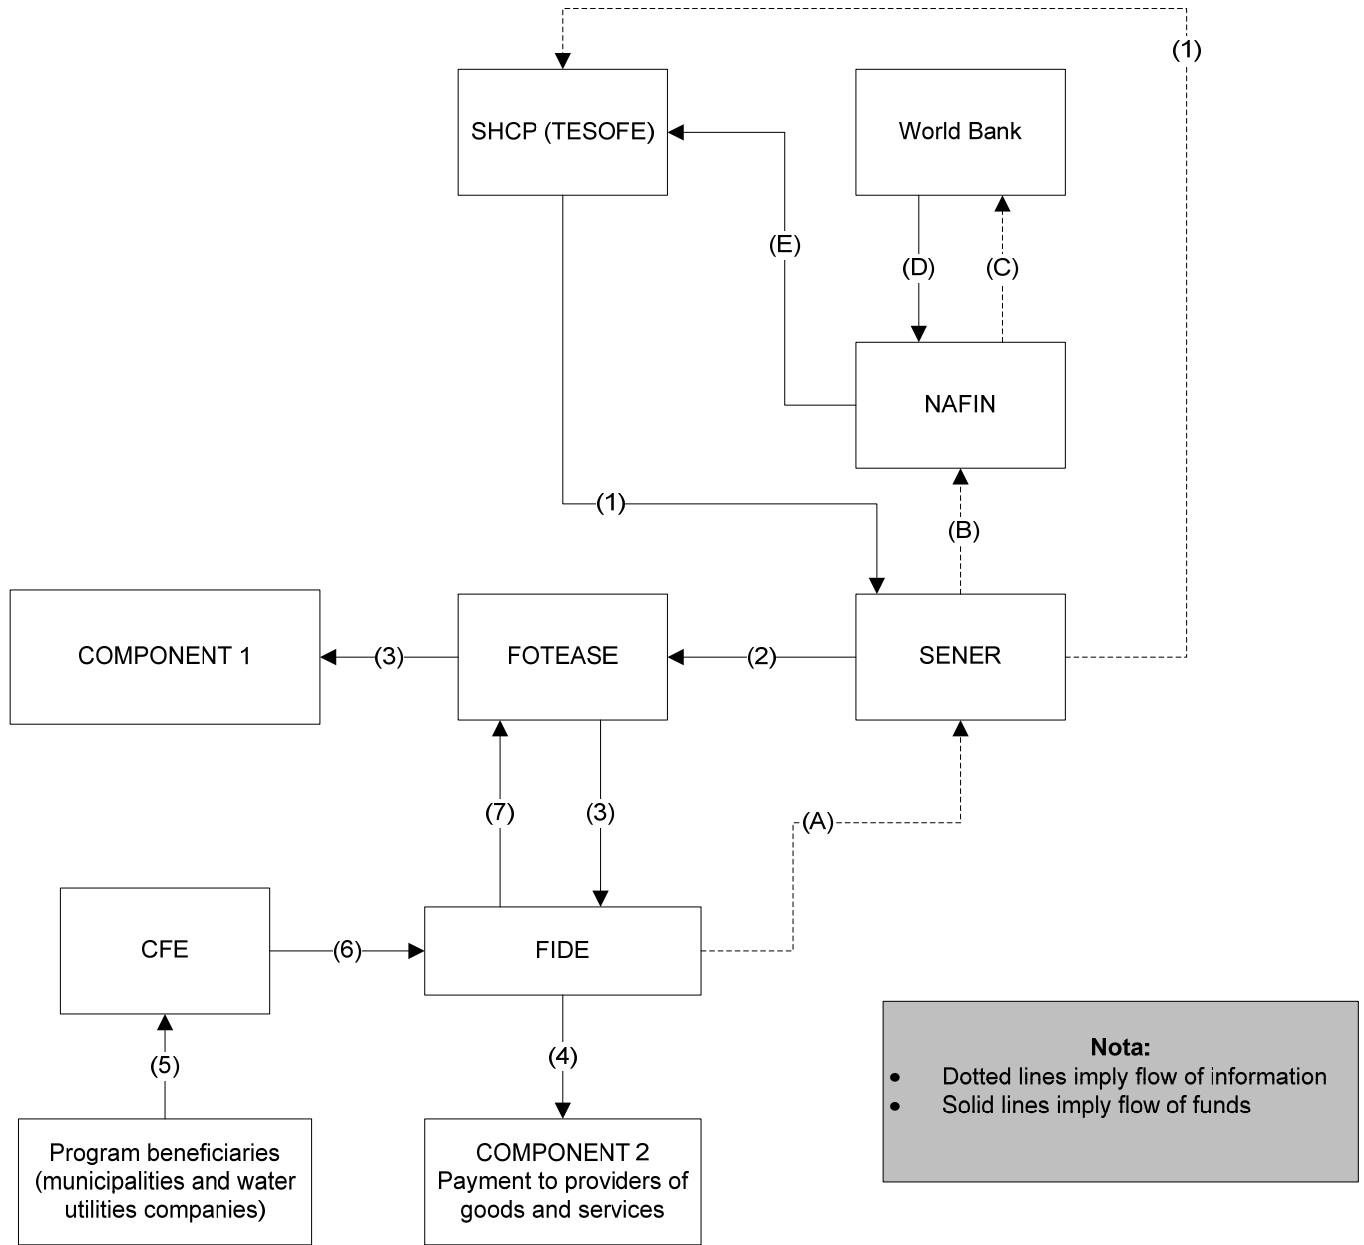 (1)
SHCP (TESOFE)
World Bank
(E)
(D)
(C)
NAFIN
(1)
(B)
COMPONENT 1
(3)
FOTEASE
(2)
SENER
(7)
(3)
(A)
CFE
(6)
FIDE
(5)
(4)
Program beneficiaries
(municipalities and water
utilities companies)
COMPONENT 2
Payment to providers of
goods and services
Nota:
• Dotted lines imply flow of information
• Solid lines imply flow of funds